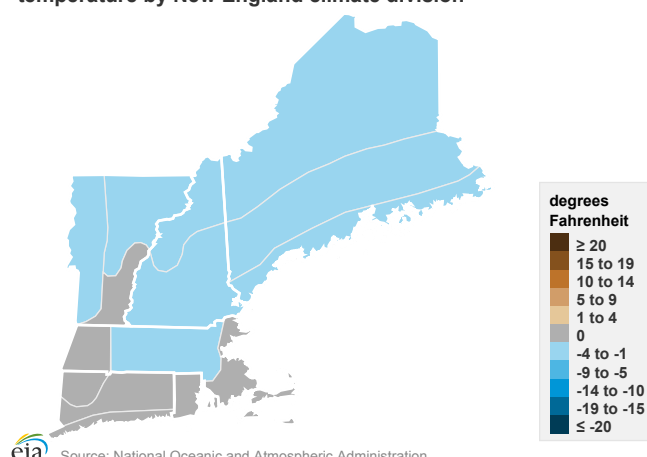 temperature by New England climate division
degrees
Fahrenheit
≥ 20
15 to 19
10 to 14
5 to 9
1 to 4
0
-4 to -1
-9 to -5
-14 to -10
-19 to -15
≤ -20
eia Source: National Oceanic and Atmospheric Administration